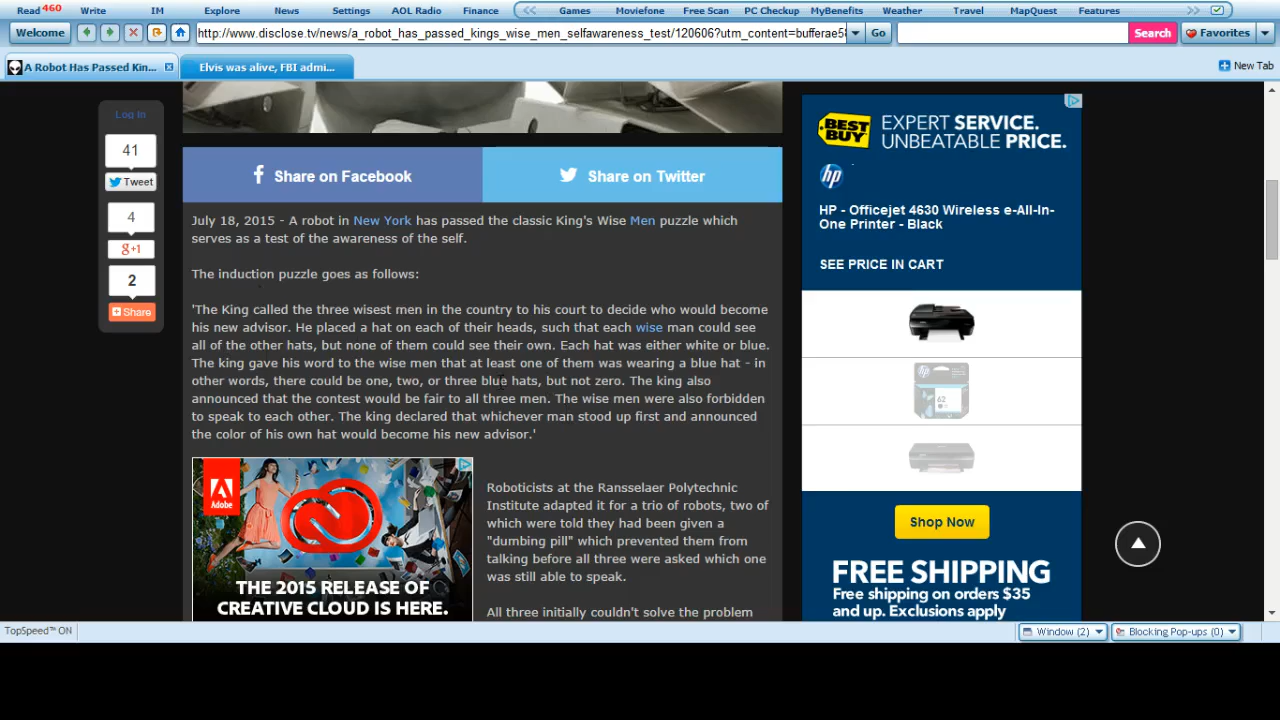 Read 460 Write IM Explore News Settings AOL Radio Finance Games Moviefone Free Scan PC Checkup MyBenefits Weather Travel MapQuest Features
Welcome http://www.disclose.tv/news/a_robot_has_passed_kings_wise_men_selfawareness_test/120606?utm_content=bufferae5 Go Search Favorites
A Robot Has Passed Kin... Elvis was alive, FBI admi... New Tab
Log In
41
Tweet
4
g+1
2
Share
Share on Facebook Share on Twitter
July 18, 2015 - A robot in New York has passed the classic King's Wise Men puzzle which
serves as a test of the awareness of the self.
The induction puzzle goes as follows:
'The King called the three wisest men in the country to his court to decide who would become
his new advisor. He placed a hat on each of their heads, such that each wise man could see
all of the other hats, but none of them could see their own. Each hat was either white or blue.
The king gave his word to the wise men that at least one of them was wearing a blue hat - in
other words, there could be one, two, or three blue hats, but not zero. The king also
announced that the contest would be fair to all three men. The wise men were also forbidden
to speak to each other. The king declared that whichever man stood up first and announced
the color of his own hat would become his new advisor.'
Adobe
THE 2015 RELEASE OF
CREATIVE CLOUD IS HERE.
Roboticists at the Ransselaer Polytechnic
Institute adapted it for a trio of robots, two of
which were told they had been given a
"dumbing pill" which prevented them from
talking before all three were asked which one
was still able to speak.
All three initially couldn't solve the problem
BEST BUY EXPERT SERVICE.
UNBEATABLE PRICE.
hp
HP - Officejet 4630 Wireless e-All-In-
One Printer - Black
SEE PRICE IN CART
62
Shop Now
FREE SHIPPING
Free shipping on orders $35
and up. Exclusions apply
TopSpeed™ ON Window (2) Blocking Pop-ups (0)